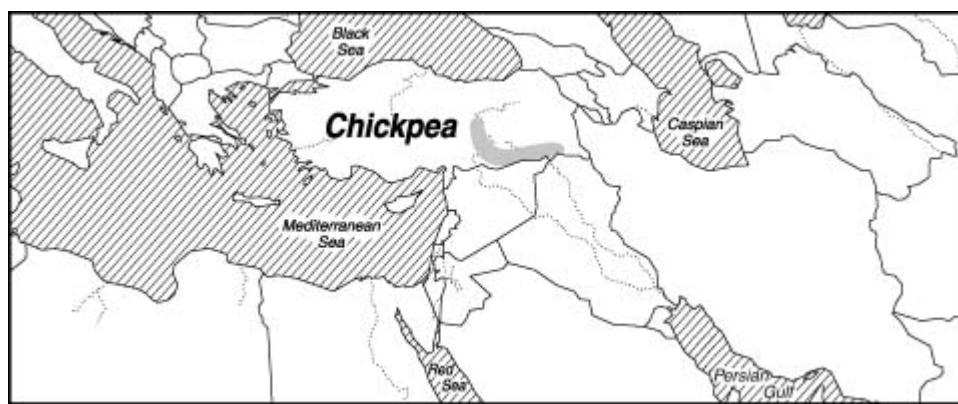 Black
Sea
Chickpea
Caspian
Sea
Mediterranean
Sea
Red
Sea
Persian
Gulf